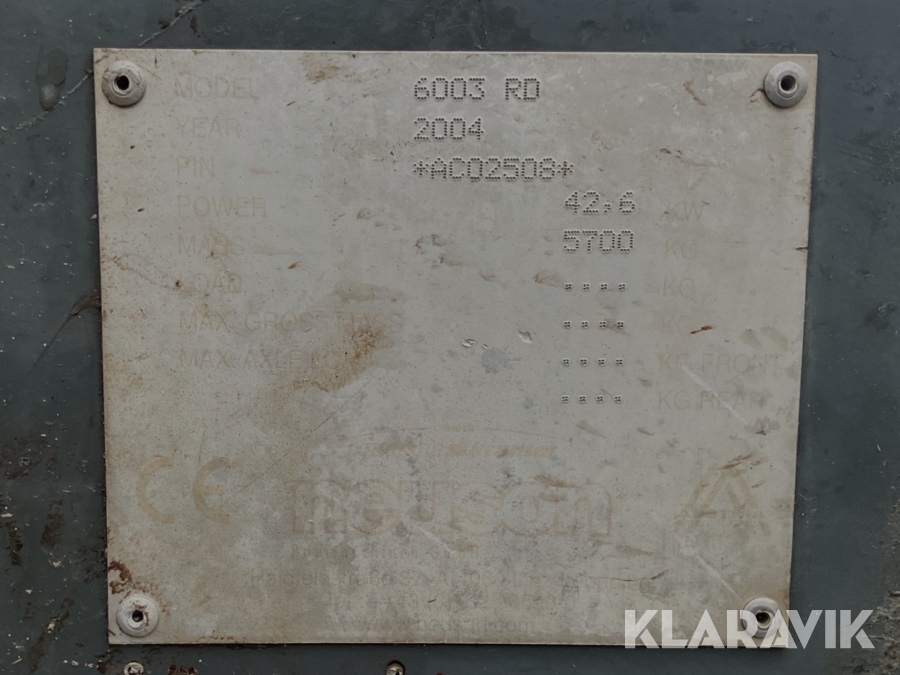 MODEL 6003 RD
YEAR 2004
PIN *AC02508*
POWER 42,6 KW
MASS 5700 KG
LOAD ---- KG
MAX. GROSS MASS ---- KG
MAX. AXLE ---- KG FRONT
---- KG REAR
CE neuson
KLARAVIK